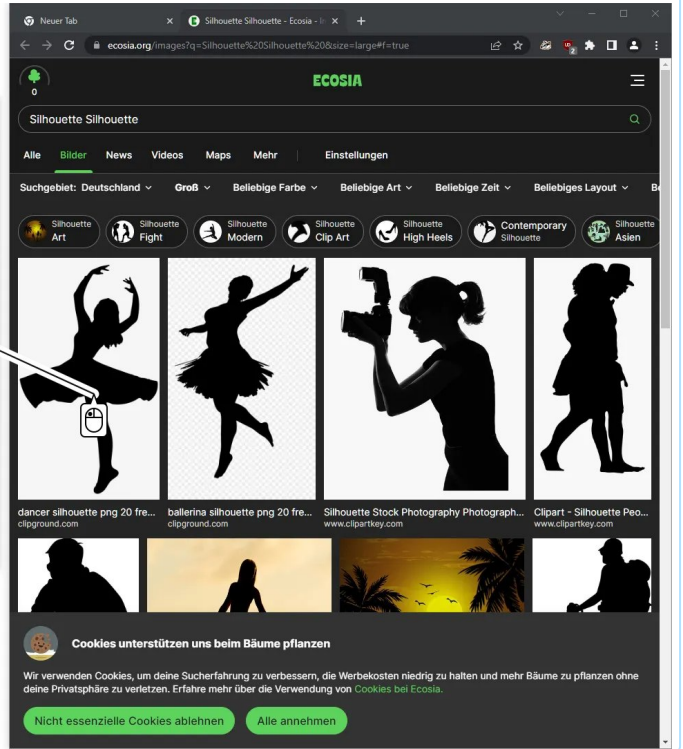 Neuer Tab
Silhouette Silhouette - Ecosia - I
ecosia.org/images?q=Silhouette%20Silhouette%20&size=large#f=true
0
ECOSIA
Silhouette Silhouette
Alle Bilder News Videos Maps Mehr Einstellungen
Suchgebiet: Deutschland Groß Beliebige Farbe Beliebige Art Beliebige Zeit Beliebiges Layout
Silhouette Art
Silhouette Fight
Silhouette Modern
Silhouette Clip Art
Silhouette High Heels
Contemporary Silhouette
Silhouette Asien
dancer silhouette png 20 fre...
clipground.com
ballerina silhouette png 20 fre...
clipground.com
Silhouette Stock Photography Photograph...
www.clipartkey.com
Clipart - Silhouette Peo...
www.clipartkey.com
Cookies unterstützen uns beim Bäume pflanzen
Wir verwenden Cookies, um deine Sucherfahrung zu verbessern, die Werbekosten niedrig zu halten und mehr Bäume zu pflanzen ohne
deine Privatsphäre zu verletzen. Erfahre mehr über die Verwendung von Cookies bei Ecosia.
Nicht essenzielle Cookies ablehnen
Alle annehmen